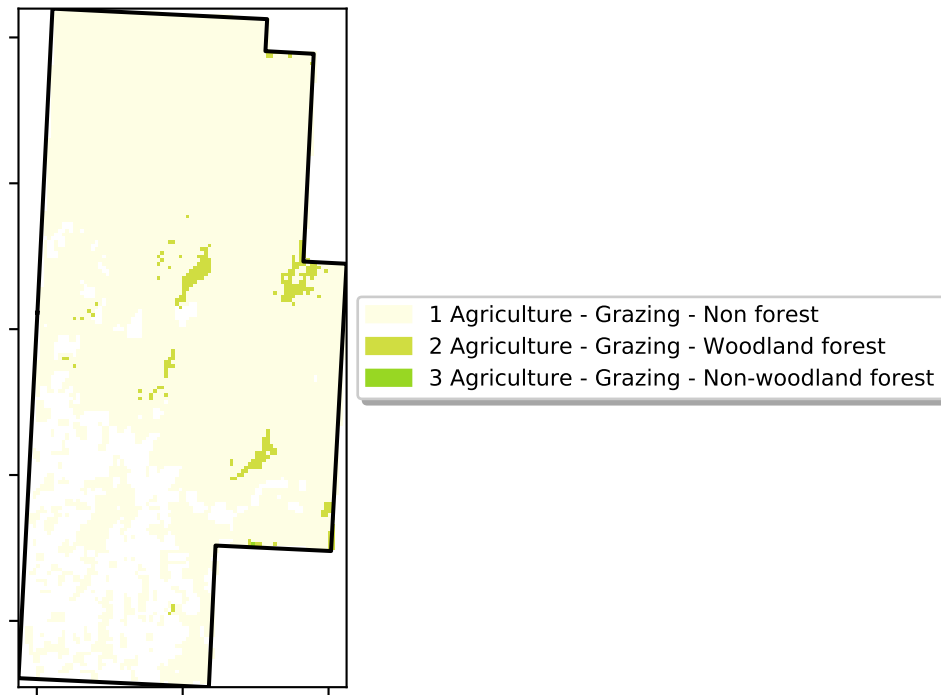 1 Agriculture - Grazing - Non forest
2 Agriculture - Grazing - Woodland forest
3 Agriculture - Grazing - Non-woodland forest